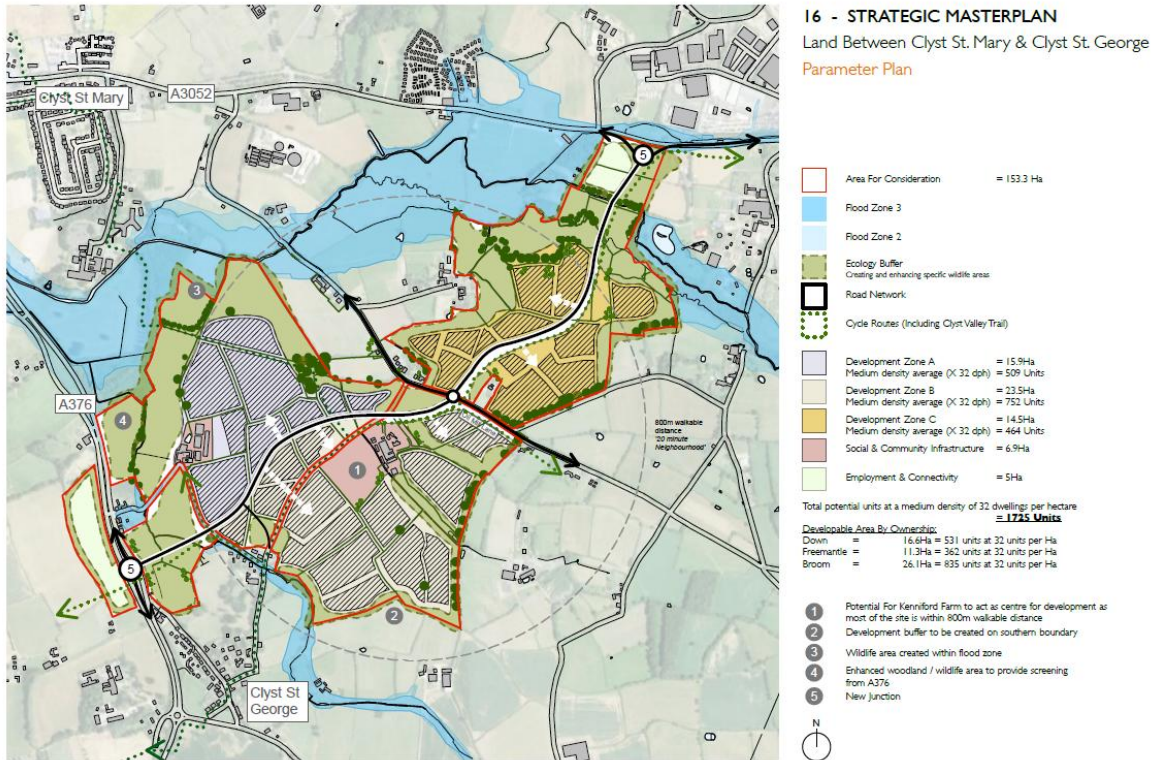 16 - STRATEGIC MASTERPLAN
Land Between Clyst St. Mary & Clyst St. George
Parameter Plan
Clyst St Mary
A3052
5
3
A376
4
800m walkable
distance
'20 minute
Neighbourhood'
1
5
2
Clyst St
George
Area For Consideration = 153.3 Ha
Flood Zone 3
Flood Zone 2
Ecology Buffer
Creating and enhancing specific wildlife areas
Road Network
Cycle Routes (Including Clyst Valley Trail)
Development Zone A = 15.9Ha
Medium density average (X 32 dph) = 509 Units
Development Zone B = 23.5Ha
Medium density average (X 32 dph) = 752 Units
Development Zone C = 14.5Ha
Medium density average (X 32 dph) = 464 Units
Social & Community Infrastructure = 6.9Ha
Employment & Connectivity = 5Ha
Total potential units at a medium density of 32 dwellings per hectare
= 1725 Units
Developable Area By Ownership:
Down = 16.6Ha = 531 units at 32 units per Ha
Freemantle = 11.3Ha = 362 units at 32 units per Ha
Broom = 26.1Ha = 835 units at 32 units per Ha
1 Potential For Kenniford Farm to act as centre for development as
most of the site is within 800m walkable distance
2 Development buffer to be created on southern boundary
3 Wildlife area created within flood zone
4 Enhanced woodland / wildlife area to provide screening
from A376
5 New Junction
N